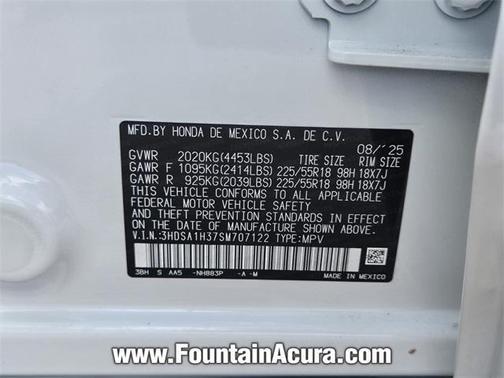 MFD.BY HONDA DE MEXICO S.A. DE C.V.
08/'25
GVWR 2020KG(4453LBS) TIRE SIZE RIM SIZE
GAWR F 1095KG(2414LBS) 225/55R18 98H 18X7J
GAWR R 925KG(2039LBS) 225/55R18 98H 18X7J
THIS VEHICLE CONFORMS TO ALL APPLICABLE
FEDERAL MOTOR VEHICLE SAFETY
AND THEFT PREVENTION STANDARDS IN EFFECT
ON THE DATE OF MANUFACTURE SHOWN ABOVE.
V.I.N.:3HDSA1H37SM707122 TYPE:MPV
3BH S AA5 -NH883P -A -M
MADE IN MEXICO
www.FountainAcura.com